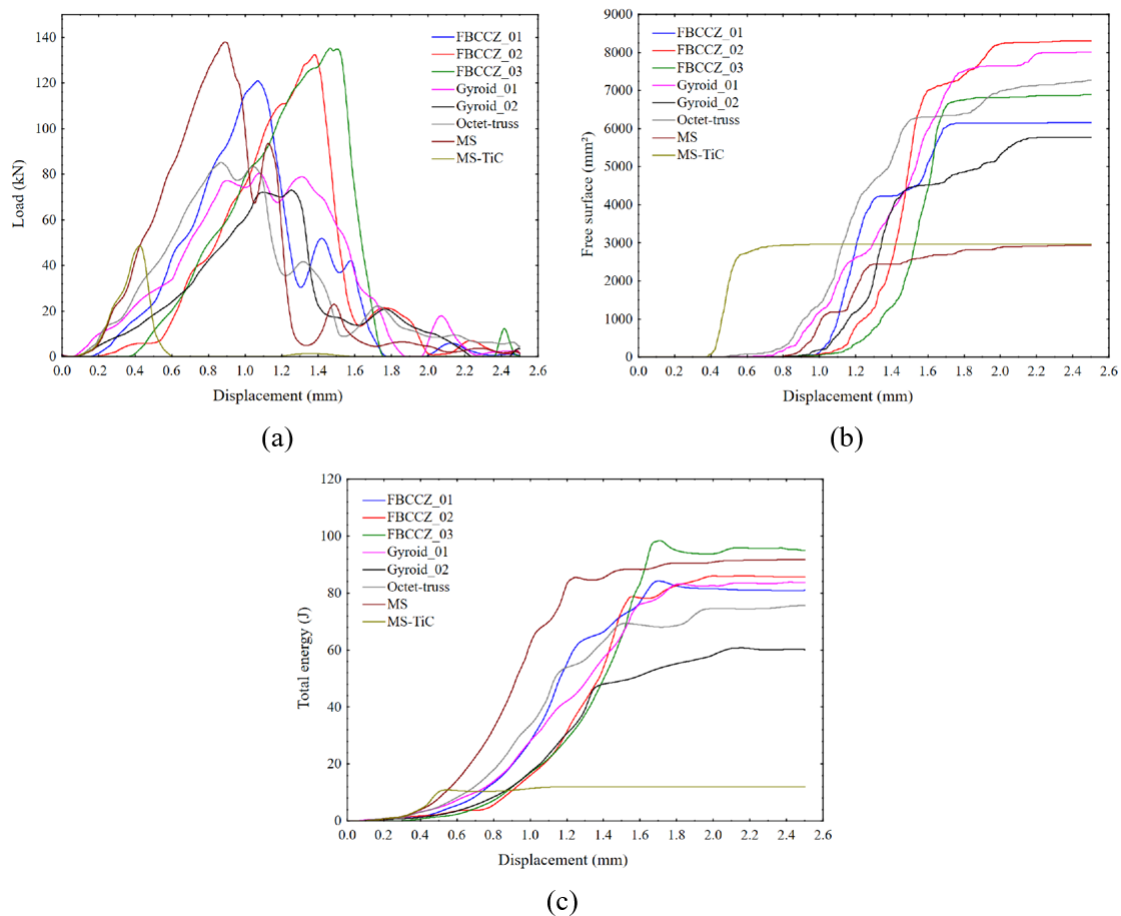 140
120
100
80
60
40
20
0
Load (kN)
FBCCZ_01
FBCCZ_02
FBCCZ_03
Gyroid_01
Gyroid_02
Octet-truss
MS
MS-TiC
0.0 0.2 0.4 0.6 0.8 1.0 1.2 1.4 1.6 1.8 2.0 2.2 2.4 2.6
Displacement (mm)
(a)
9000
8000
7000
6000
5000
4000
3000
2000
1000
0
Free surface (mm²)
FBCCZ_01
FBCCZ_02
FBCCZ_03
Gyroid_01
Gyroid_02
Octet-truss
MS
MS-TiC
0.0 0.2 0.4 0.6 0.8 1.0 1.2 1.4 1.6 1.8 2.0 2.2 2.4 2.6
Displacement (mm)
(b)
120
100
80
60
40
20
0
Total energy (J)
FBCCZ_01
FBCCZ_02
FBCCZ_03
Gyroid_01
Gyroid_02
Octet-truss
MS
MS-TiC
0.0 0.2 0.4 0.6 0.8 1.0 1.2 1.4 1.6 1.8 2.0 2.2 2.4 2.6
Displacement (mm)
(c)